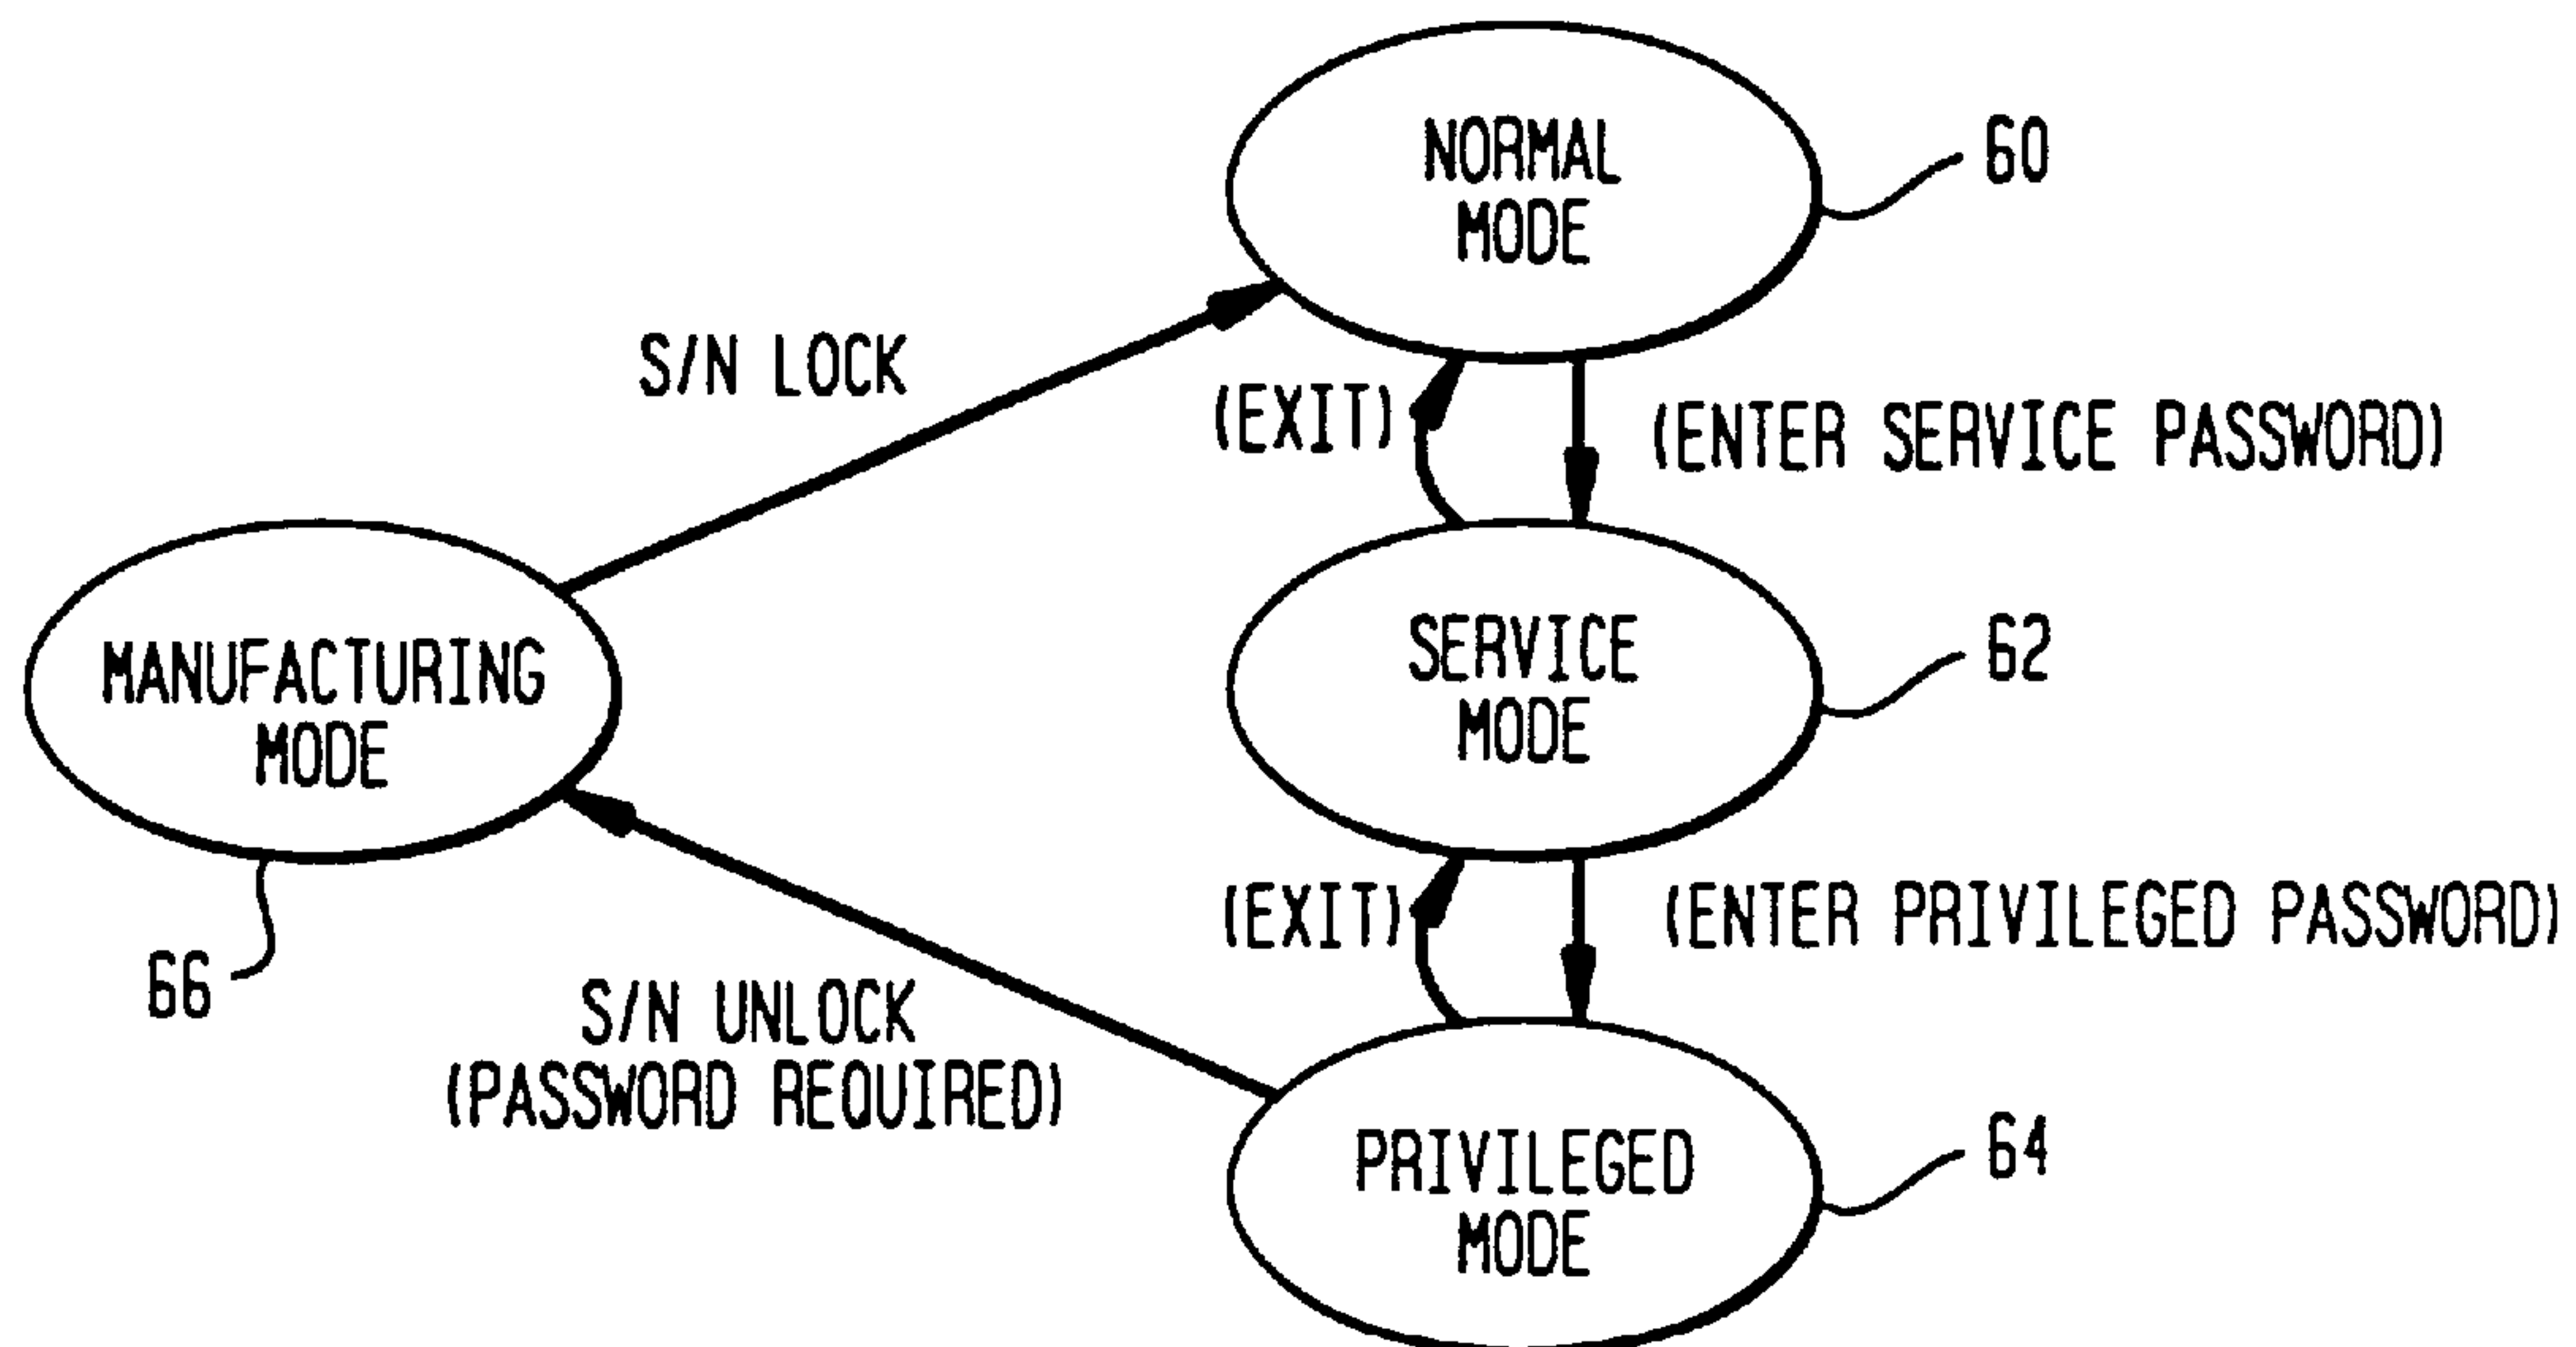 NORMAL
MODE
60
S/N LOCK
(EXIT)
(ENTER SERVICE PASSWORD)
MANUFACTURING
MODE
SERVICE
MODE
62
66
(EXIT)
(ENTER PRIVILEGED PASSWORD)
S/N UNLOCK
(PASSWORD REQUIRED)
PRIVILEGED
MODE
64